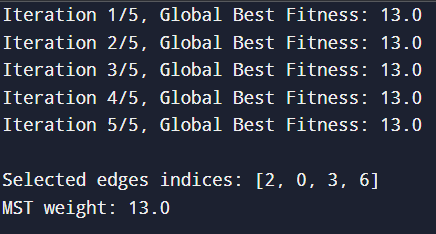 Iteration 1/5, Global Best Fitness: 13.0
Iteration 2/5, Global Best Fitness: 13.0
Iteration 3/5, Global Best Fitness: 13.0
Iteration 4/5, Global Best Fitness: 13.0
Iteration 5/5, Global Best Fitness: 13.0
Selected edges indices: [2, 0, 3, 6]
MST weight: 13.0